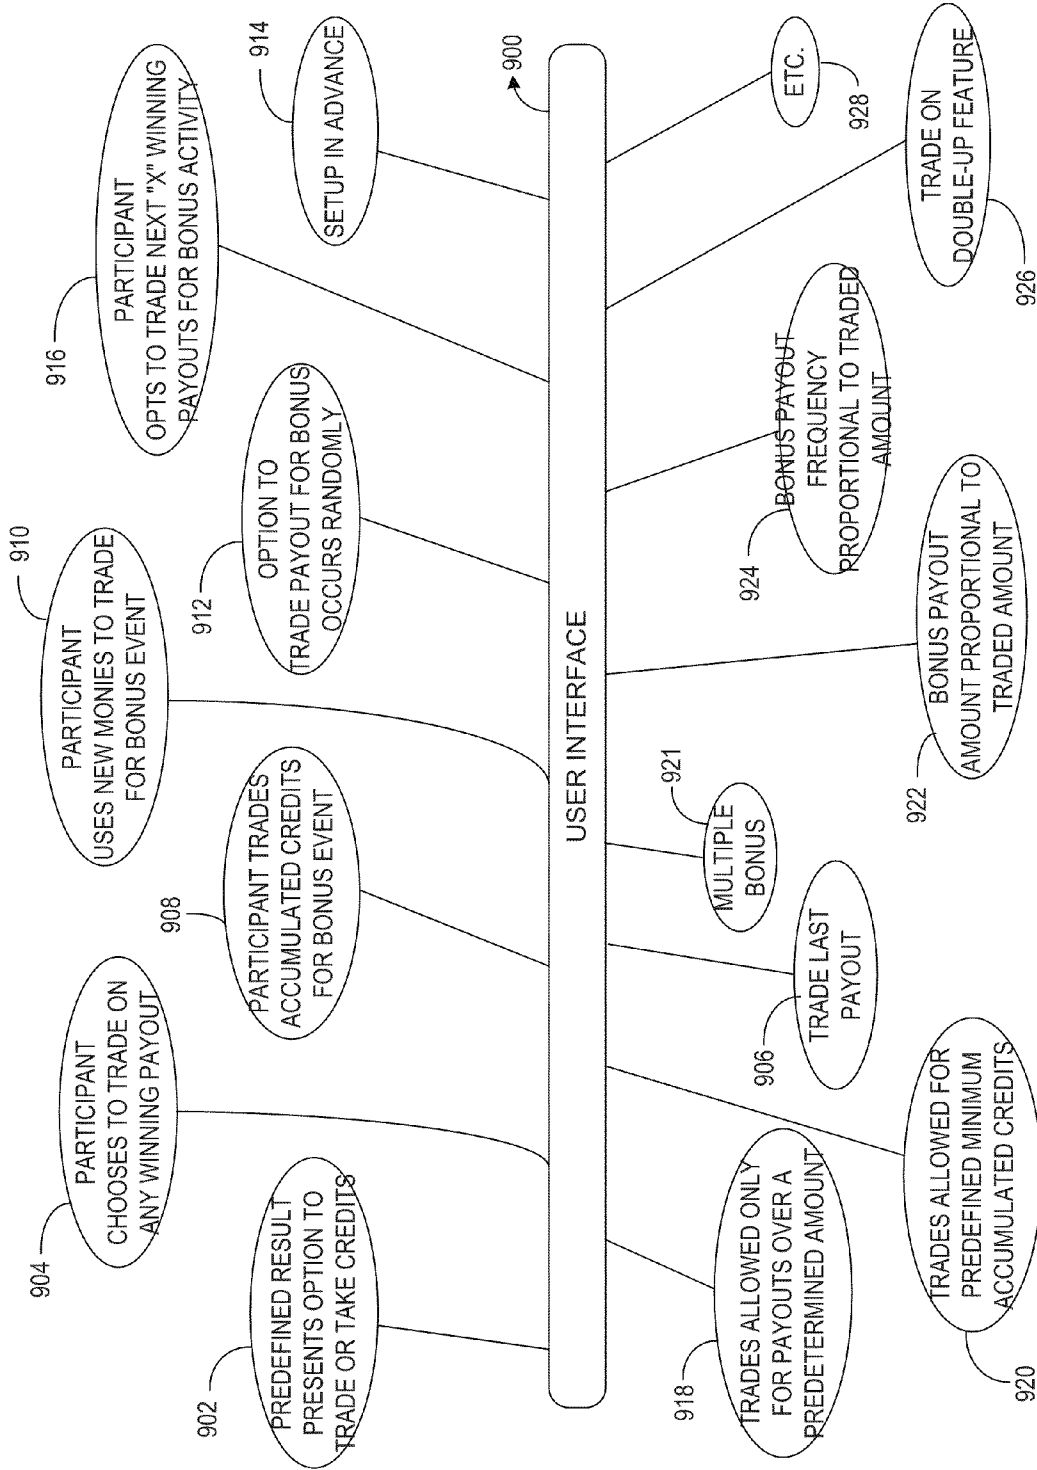 904
PARTICIPANT
CHOOSES TO TRADE ON
ANY WINNING PAYOUT
910
PARTICIPANT
USES NEW MONIES TO TRADE
FOR BONUS EVENT
916
PARTICIPANT
OPTS TO TRADE NEXT "X" WINNING
PAYOUTS FOR BONUS ACTIVITY
902
PREDEFINED RESULT
PRESENTS OPTION TO
TRADE OR TAKE CREDITS
908
PARTICIPANT TRADES
ACCUMULATED CREDITS
FOR BONUS EVENT
912
OPTION TO
TRADE PAYOUT FOR BONUS
OCCURS RANDOMLY
914
SETUP IN ADVANCE
900
USER INTERFACE
918
TRADES ALLOWED ONLY
FOR PAYOUTS OVER A
PREDETERMINED AMOUNT
906
TRADE LAST
PAYOUT
921
MULTIPLE
BONUS
924
BONUS PAYOUT
FREQUENCY
PROPORTIONAL TO TRADED
AMOUNT
ETC.
928
920
TRADES ALLOWED FOR
PREDEFINED MINIMUM
ACCUMULATED CREDITS
922
BONUS PAYOUT
AMOUNT PROPORTIONAL TO
TRADED AMOUNT
926
TRADE ON
DOUBLE-UP FEATURE